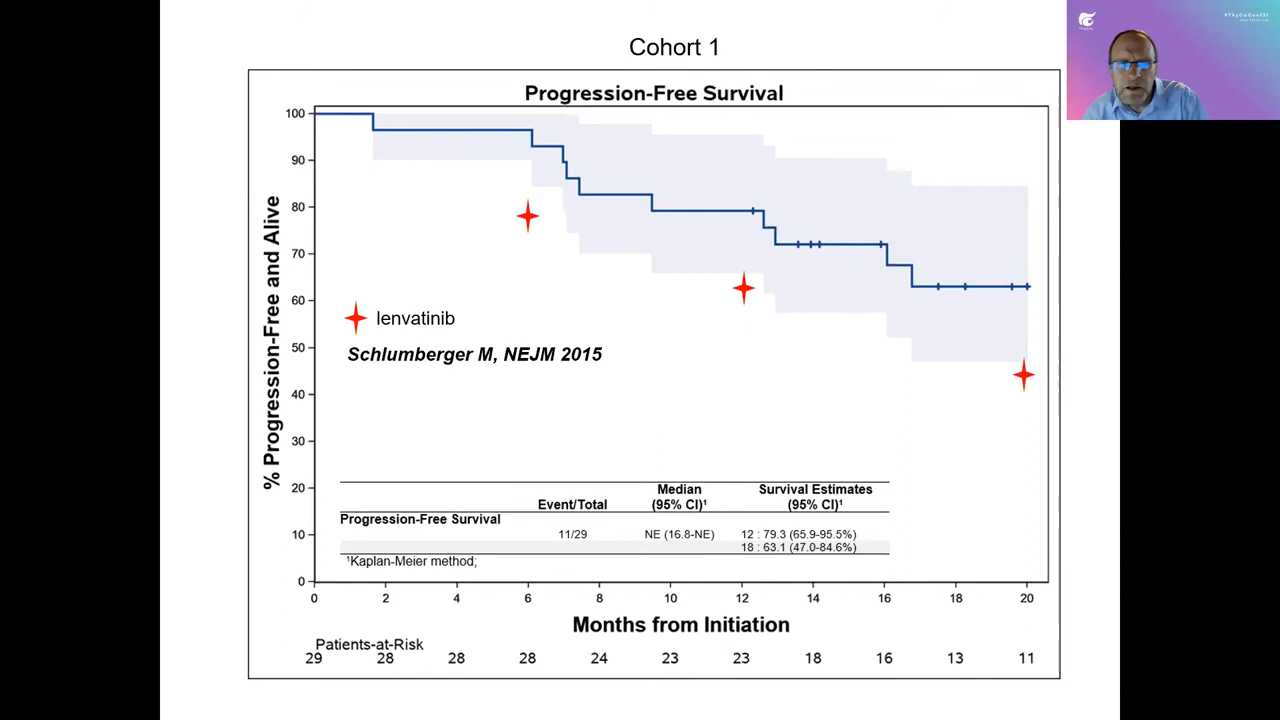 Cohort 1
Progression-Free Survival
% Progression-Free and Alive
100
90
80
70
60
50
40
30
20
10
0
lenvatinib
Schlumberger M, NEJM 2015
Event/Total Median (95% CI)¹ Survival Estimates (95% CI)¹
Progression-Free Survival
11/29 NE (16.8-NE) 12 : 79.3 (65.9-95.5%)
18 : 63.1 (47.0-84.6%)
¹Kaplan-Meier method;
0 2 4 6 8 10 12 14 16 18 20
Months from Initiation
Patients-at-Risk
29 28 28 28 24 23 23 18 16 13 11